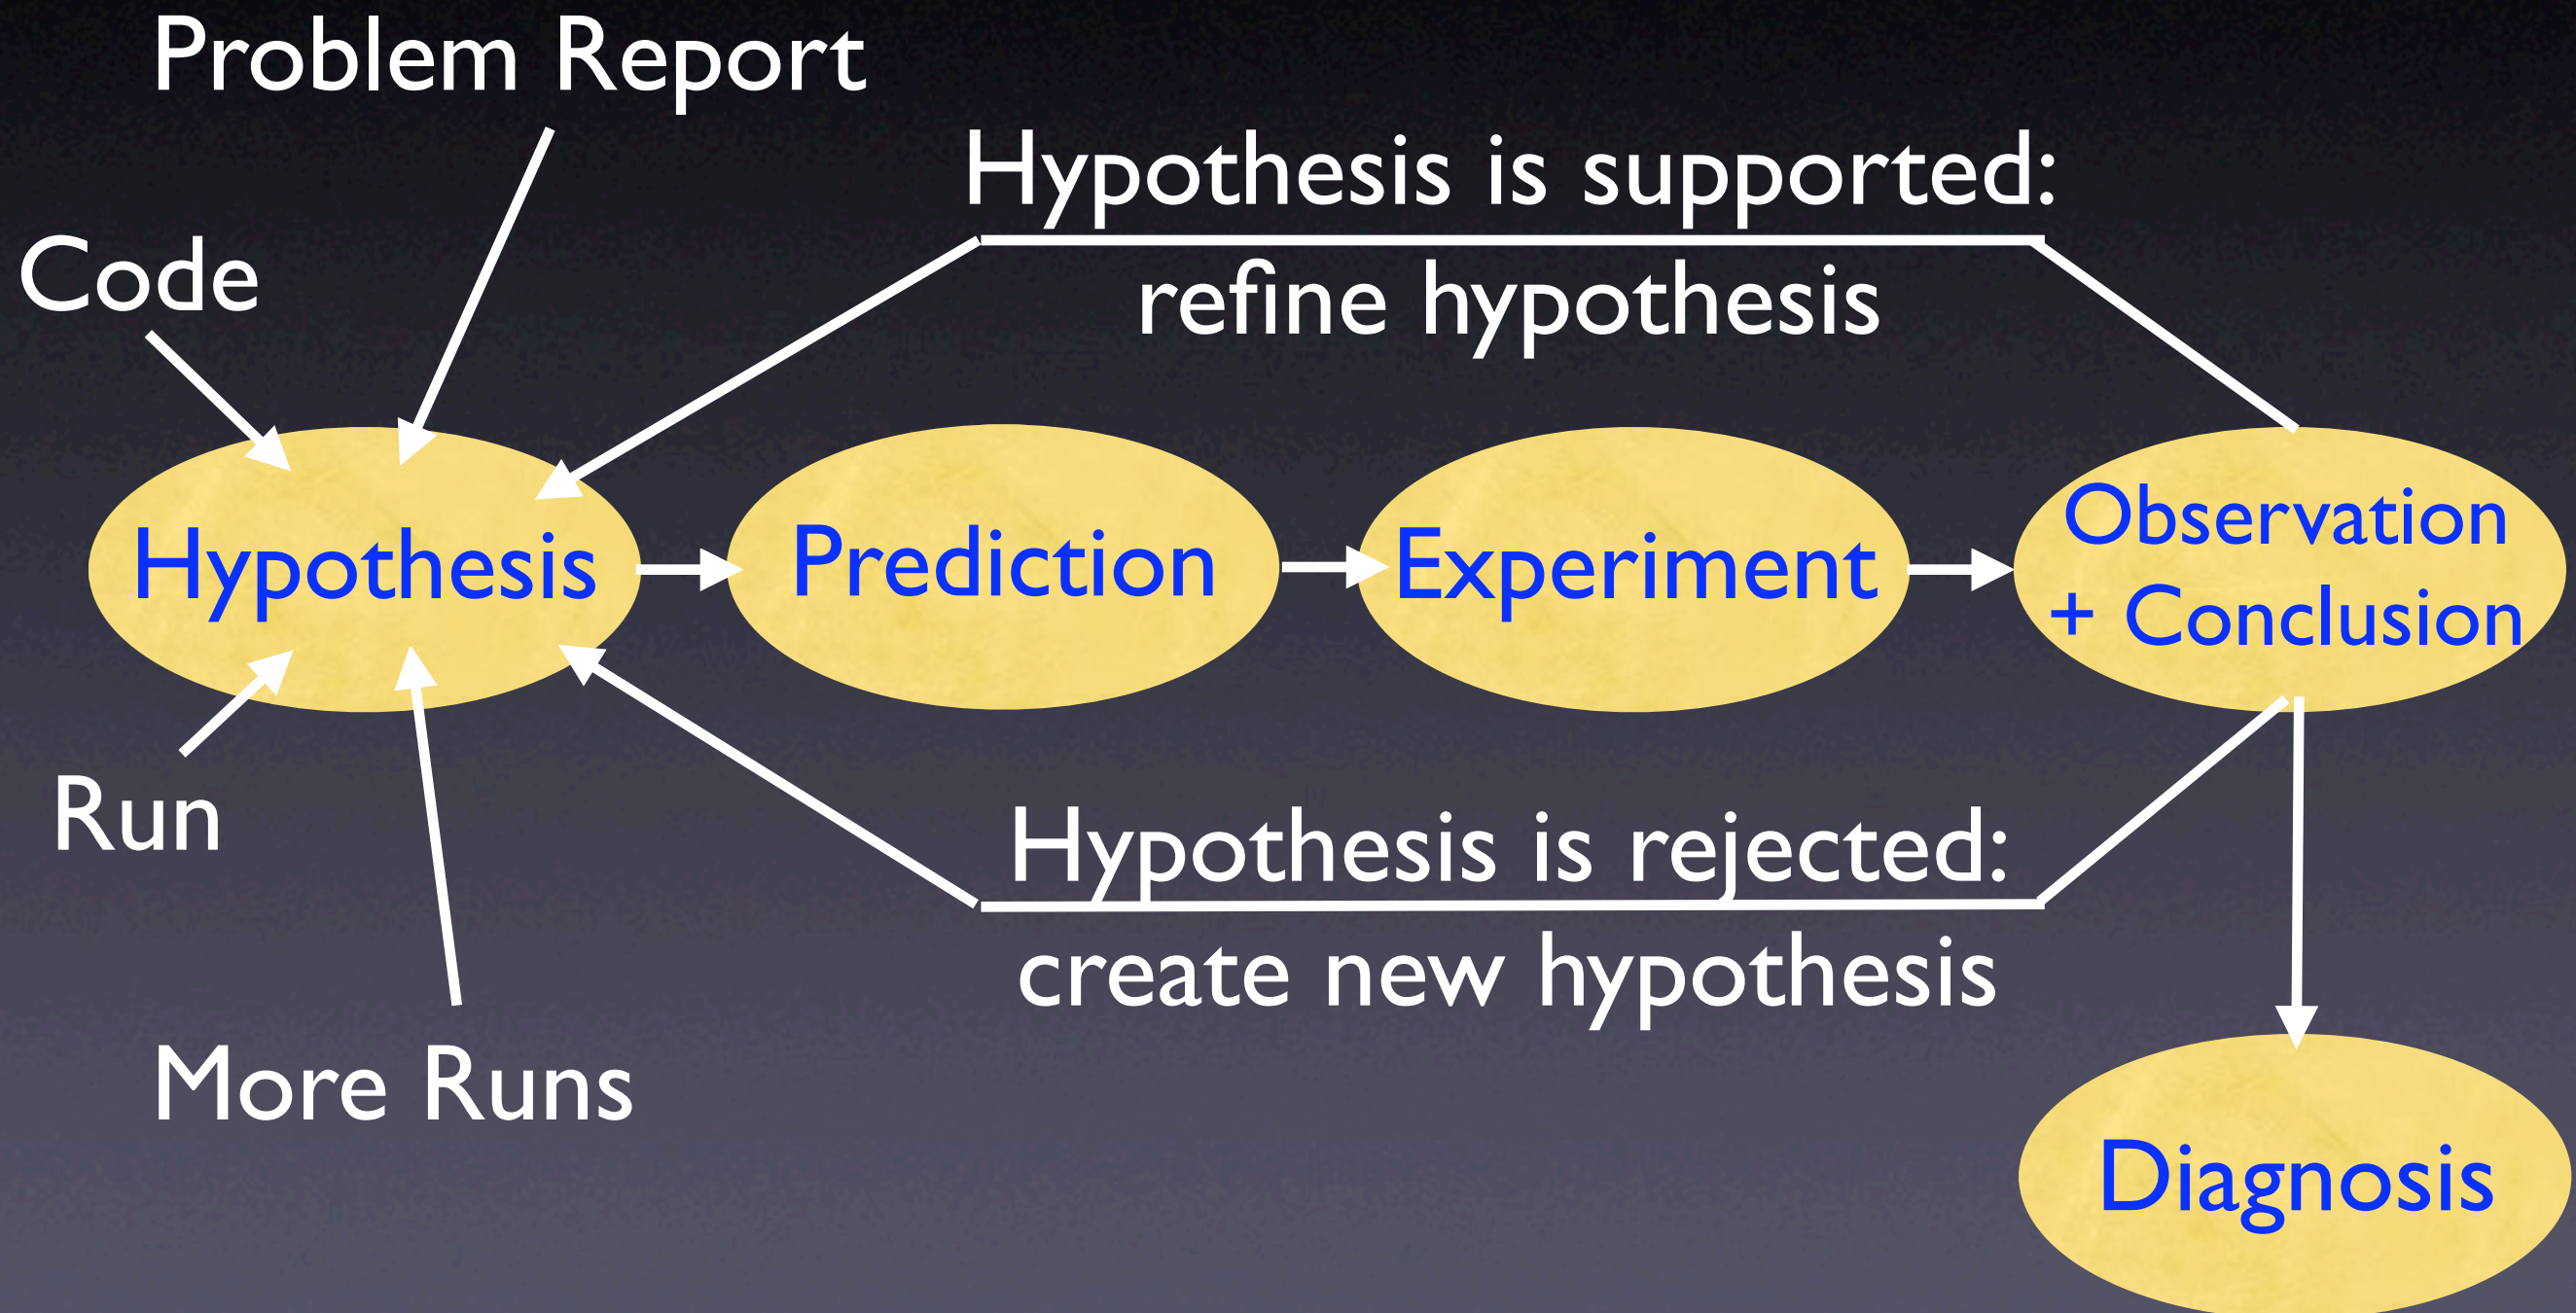 Problem Report
Hypothesis is supported:
Code
refine hypothesis
Hypothesis
Prediction
Experiment
Observation
+ Conclusion
Run
Hypothesis is rejected:
create new hypothesis
More Runs
Diagnosis